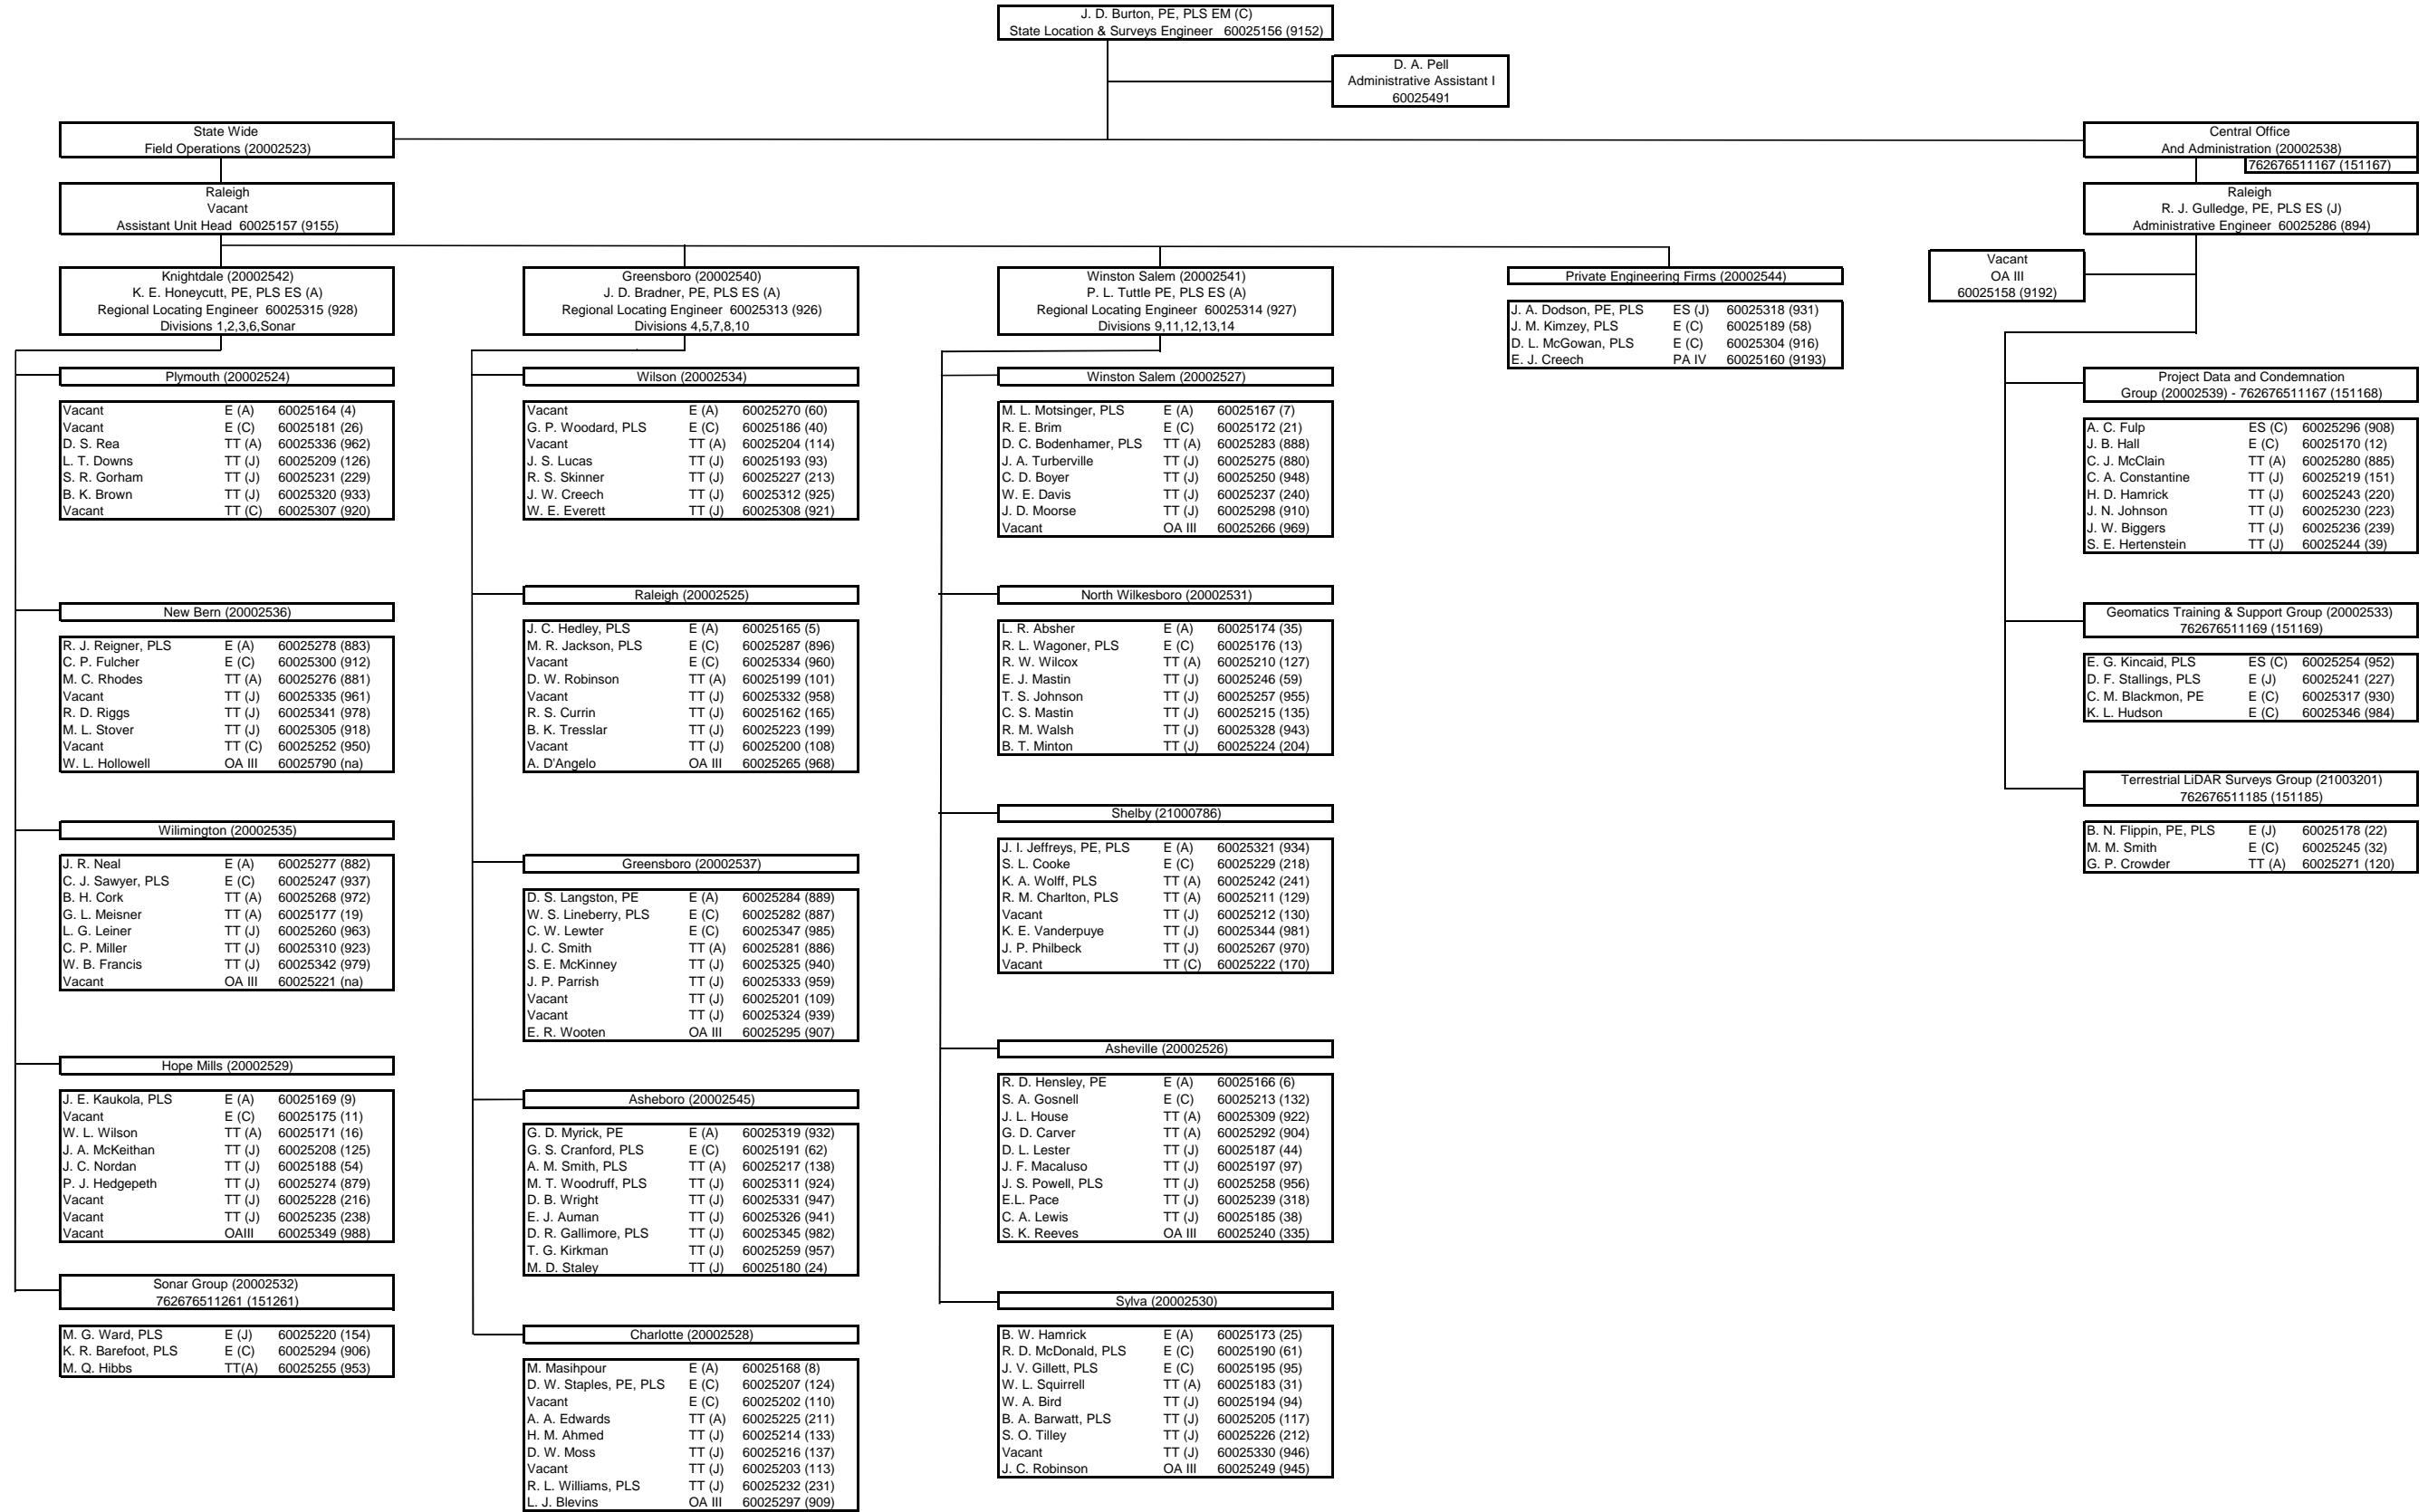 J. D. Burton, PE, PLS EM (C)
State Location & Surveys Engineer 60025156 (9152)
D. A. Pell
Administrative Assistant I
60025491
State Wide
Field Operations (20002523)
Central Office
And Administration (20002538)
762676511167 (151167)
Raleigh
Vacant
Assistant Unit Head 60025157 (9155)
Raleigh
R. J. Gulledge, PE, PLS ES (J)
Administrative Engineer 60025286 (894)
Vacant
OA III
60025158 (9192)
Knightdale (20002542)
K. E. Honeycutt, PE, PLS ES (A)
Regional Locating Engineer 60025315 (928)
Divisions 1,2,3,6,Sonar
Plymouth (20002524)
Vacant E (A) 60025164 (4)
Vacant E (C) 60025181 (26)
D. S. Rea TT (A) 60025336 (962)
L. T. Downs TT (J) 60025209 (126)
S. R. Gorham TT (J) 60025231 (229)
B. K. Brown TT (J) 60025320 (933)
Vacant TT (C) 60025307 (920)
New Bern (20002536)
R. J. Reigner, PLS E (A) 60025278 (883)
C. P. Fulcher E (C) 60025300 (912)
M. C. Rhodes TT (A) 60025276 (881)
Vacant TT (J) 60025335 (961)
R. D. Riggs TT (J) 60025341 (978)
M. L. Stover TT (J) 60025305 (918)
Vacant TT (C) 60025252 (950)
W. L. Hollowell OA III 60025790 (na)
Wilimington (20002535)
J. R. Neal E (A) 60025277 (882)
C. J. Sawyer, PLS E (C) 60025247 (937)
B. H. Cork TT (A) 60025268 (972)
G. L. Meisner TT (A) 60025177 (19)
L. G. Leiner TT (J) 60025260 (963)
C. P. Miller TT (J) 60025310 (923)
W. B. Francis TT (J) 60025342 (979)
Vacant OA III 60025221 (na)
Hope Mills (20002529)
J. E. Kaukola, PLS E (A) 60025169 (9)
Vacant E (C) 60025175 (11)
W. L. Wilson TT (A) 60025171 (16)
J. A. McKeithan TT (J) 60025208 (125)
J. C. Nordan TT (J) 60025188 (54)
P. J. Hedgepeth TT (J) 60025274 (879)
Vacant TT (J) 60025228 (216)
Vacant TT (J) 60025235 (238)
Vacant OAIII 60025349 (988)
Sonar Group (20002532)
762676511261 (151261)
M. G. Ward, PLS E (J) 60025220 (154)
K. R. Barefoot, PLS E (C) 60025294 (906)
M. Q. Hibbs TT(A) 60025255 (953)
Greensboro (20002540)
J. D. Bradner, PE, PLS ES (A)
Regional Locating Engineer 60025313 (926)
Divisions 4,5,7,8,10
Wilson (20002534)
Vacant E (A) 60025270 (60)
G. P. Woodard, PLS E (C) 60025186 (40)
Vacant TT (A) 60025204 (114)
J. S. Lucas TT (J) 60025193 (93)
R. S. Skinner TT (J) 60025227 (213)
J. W. Creech TT (J) 60025312 (925)
W. E. Everett TT (J) 60025308 (921)
Raleigh (20002525)
J. C. Hedley, PLS E (A) 60025165 (5)
M. R. Jackson, PLS E (C) 60025287 (896)
Vacant E (C) 60025334 (960)
D. W. Robinson TT (A) 60025199 (101)
Vacant TT (J) 60025332 (958)
R. S. Currin TT (J) 60025162 (165)
B. K. Tresslar TT (J) 60025223 (199)
Vacant TT (J) 60025200 (108)
A. D'Angelo OA III 60025265 (968)
Greensboro (20002537)
D. S. Langston, PE E (A) 60025284 (889)
W. S. Lineberry, PLS E (C) 60025282 (887)
C. W. Lewter E (C) 60025347 (985)
J. C. Smith TT (A) 60025281 (886)
S. E. McKinney TT (J) 60025325 (940)
J. P. Parrish TT (J) 60025333 (959)
Vacant TT (J) 60025201 (109)
Vacant TT (J) 60025324 (939)
E. R. Wooten OA III 60025295 (907)
Asheboro (20002545)
G. D. Myrick, PE E (A) 60025319 (932)
G. S. Cranford, PLS E (C) 60025191 (62)
A. M. Smith, PLS TT (A) 60025217 (138)
M. T. Woodruff, PLS TT (J) 60025311 (924)
D. B. Wright TT (J) 60025331 (947)
E. J. Auman TT (J) 60025326 (941)
D. R. Gallimore, PLS TT (J) 60025345 (982)
T. G. Kirkman TT (J) 60025259 (957)
M. D. Staley TT (J) 60025180 (24)
Charlotte (20002528)
M. Masihpour E (A) 60025168 (8)
D. W. Staples, PE, PLS E (C) 60025207 (124)
Vacant E (C) 60025202 (110)
A. A. Edwards TT (A) 60025225 (211)
H. M. Ahmed TT (J) 60025214 (133)
D. W. Moss TT (J) 60025216 (137)
Vacant TT (J) 60025203 (113)
R. L. Williams, PLS TT (J) 60025232 (231)
L. J. Blevins OA III 60025297 (909)
Winston Salem (20002541)
P. L. Tuttle PE, PLS ES (A)
Regional Locating Engineer 60025314 (927)
Divisions 9,11,12,13,14
Winston Salem (20002527)
M. L. Motsinger, PLS E (A) 60025167 (7)
R. E. Brim E (C) 60025172 (21)
D. C. Bodenhamer, PLS TT (A) 60025283 (888)
J. A. Turberville TT (J) 60025275 (880)
C. D. Boyer TT (J) 60025250 (948)
W. E. Davis TT (J) 60025237 (240)
J. D. Moorse TT (J) 60025298 (910)
Vacant OA III 60025266 (969)
North Wilkesboro (20002531)
L. R. Absher E (A) 60025174 (35)
R. L. Wagoner, PLS E (C) 60025176 (13)
R. W. Wilcox TT (A) 60025210 (127)
E. J. Mastin TT (J) 60025246 (59)
T. S. Johnson TT (J) 60025257 (955)
C. S. Mastin TT (J) 60025215 (135)
R. M. Walsh TT (J) 60025328 (943)
B. T. Minton TT (J) 60025224 (204)
Shelby (21000786)
J. I. Jeffreys, PE, PLS E (A) 60025321 (934)
S. L. Cooke E (C) 60025229 (218)
K. A. Wolff, PLS TT (A) 60025242 (241)
R. M. Charlton, PLS TT (A) 60025211 (129)
Vacant TT (J) 60025212 (130)
K. E. Vanderpuye TT (J) 60025344 (981)
J. P. Philbeck TT (J) 60025267 (970)
Vacant TT (C) 60025222 (170)
Asheville (20002526)
R. D. Hensley, PE E (A) 60025166 (6)
S. A. Gosnell E (C) 60025213 (132)
J. L. House TT (A) 60025309 (922)
G. D. Carver TT (A) 60025292 (904)
D. L. Lester TT (J) 60025187 (44)
J. F. Macaluso TT (J) 60025197 (97)
J. S. Powell, PLS TT (J) 60025258 (956)
E.L. Pace TT (J) 60025239 (318)
C. A. Lewis TT (J) 60025185 (38)
S. K. Reeves OA III 60025240 (335)
Sylva (20002530)
B. W. Hamrick E (A) 60025173 (25)
R. D. McDonald, PLS E (C) 60025190 (61)
J. V. Gillett, PLS E (C) 60025195 (95)
W. L. Squirrell TT (A) 60025183 (31)
W. A. Bird TT (J) 60025194 (94)
B. A. Barwatt, PLS TT (J) 60025205 (117)
S. O. Tilley TT (J) 60025226 (212)
Vacant TT (J) 60025330 (946)
J. C. Robinson OA III 60025249 (945)
Private Engineering Firms (20002544)
J. A. Dodson, PE, PLS ES (J) 60025318 (931)
J. M. Kimzey, PLS E (C) 60025189 (58)
D. L. McGowan, PLS E (C) 60025304 (916)
E. J. Creech PA IV 60025160 (9193)
Project Data and Condemnation
Group (20002539) - 762676511167 (151168)
A. C. Fulp ES (C) 60025296 (908)
J. B. Hall E (C) 60025170 (12)
C. J. McClain TT (A) 60025280 (885)
C. A. Constantine TT (J) 60025219 (151)
H. D. Hamrick TT (J) 60025243 (220)
J. N. Johnson TT (J) 60025230 (223)
J. W. Biggers TT (J) 60025236 (239)
S. E. Hertenstein TT (J) 60025244 (39)
Geomatics Training & Support Group (20002533)
762676511169 (151169)
E. G. Kincaid, PLS ES (C) 60025254 (952)
D. F. Stallings, PLS E (J) 60025241 (227)
C. M. Blackmon, PE E (C) 60025317 (930)
K. L. Hudson E (C) 60025346 (984)
Terrestrial LiDAR Surveys Group (21003201)
762676511185 (151185)
B. N. Flippin, PE, PLS E (J) 60025178 (22)
M. M. Smith E (C) 60025245 (32)
G. P. Crowder TT (A) 60025271 (120)